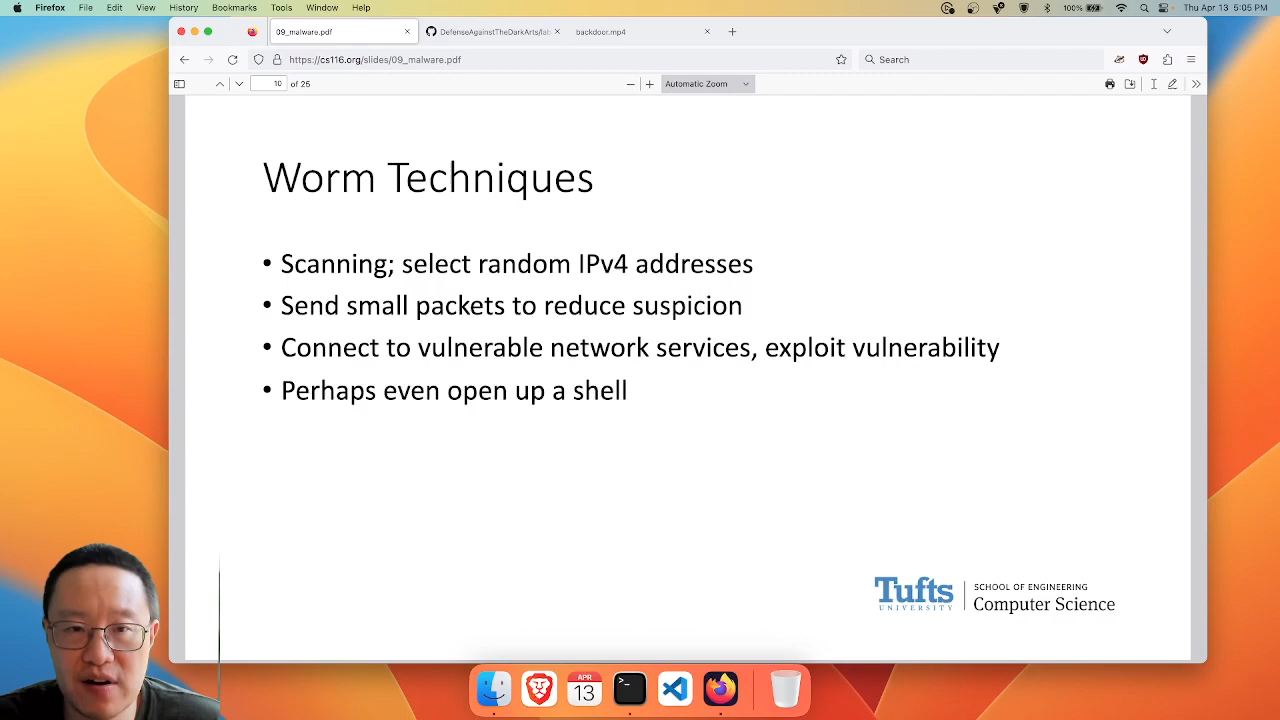 Firefox File Edit View History Bookmarks Tools Window Help 100% Thu Apr 13 5:05 PM
09_malware.pdf DefenseAgainstTheDarkArts/lab backdoor.mp4
https://cs116.org/slides/09_malware.pdf Search
10 of 25 Automatic Zoom
Worm Techniques
• Scanning; select random IPv4 addresses
• Send small packets to reduce suspicion
• Connect to vulnerable network services, exploit vulnerability
• Perhaps even open up a shell
Tufts SCHOOL OF ENGINEERING
UNIVERSITY Computer Science
APR
13